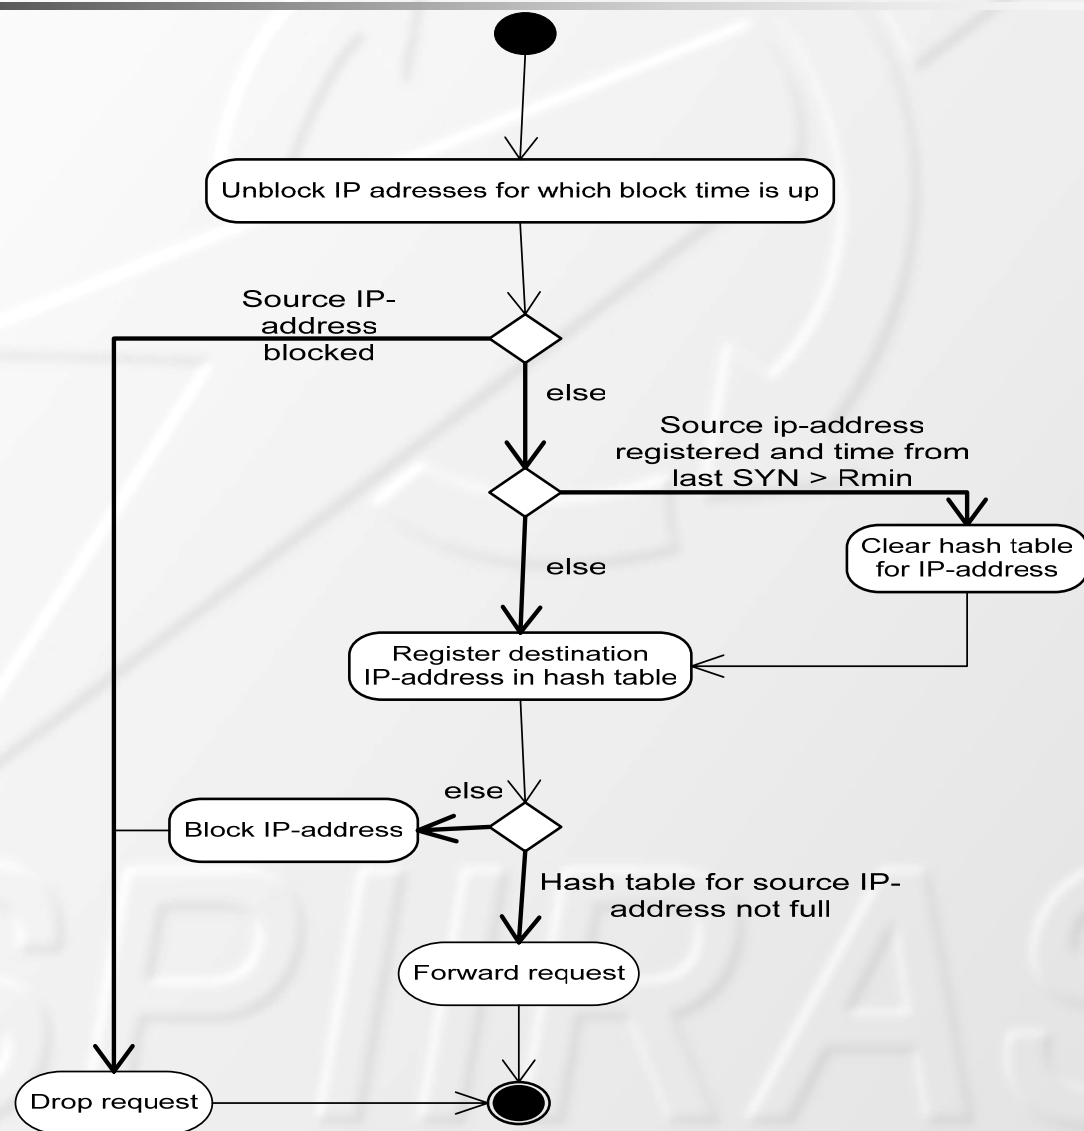 Unblock IP adresses for which block time is up
Source IP-
address
blocked
else
Source ip-address
registered and time from
last SYN > Rmin
Clear hash table
for IP-address
else
Register destination
IP-address in hash table
else
Block IP-address
Hash table for source IP-
address not full
Forward request
Drop request
SPIIRAS